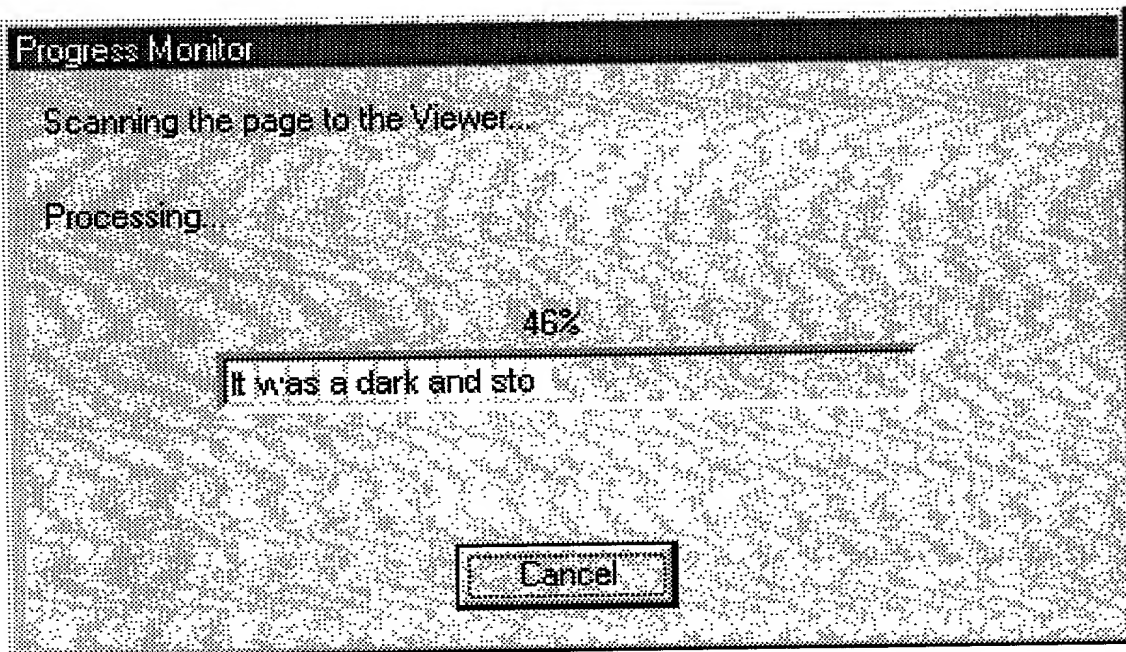 Progress Monitor
Scanning the page to the Viewer...
Processing...
46%
It was a dark and sto
Cancel